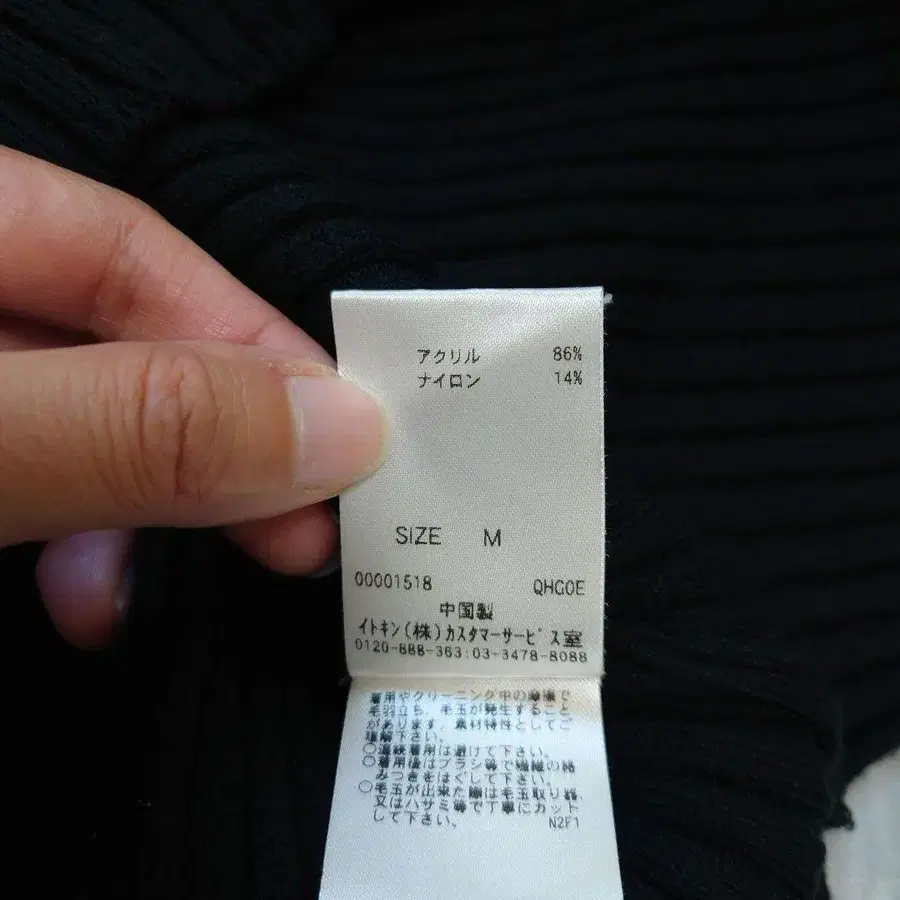 アクリル 86%
ナイロン 14%
SIZE M
00001518 QHG0E
中国製
イトキン(株)カスタマーサービス室
0120-888-363:03-3478-8088
着用やクリーニング中の摩擦で
毛羽立ち、毛玉が発生すること
があります。素材特性としてご
理解下さい。
○連続着用は避けて下さい。
○着用後はブラシ等で繊維の絡
みつきをほぐして下さい。
○毛玉が出来た際は毛玉取り器、
又はハサミ等で丁寧にカット
して下さい。
N2F1